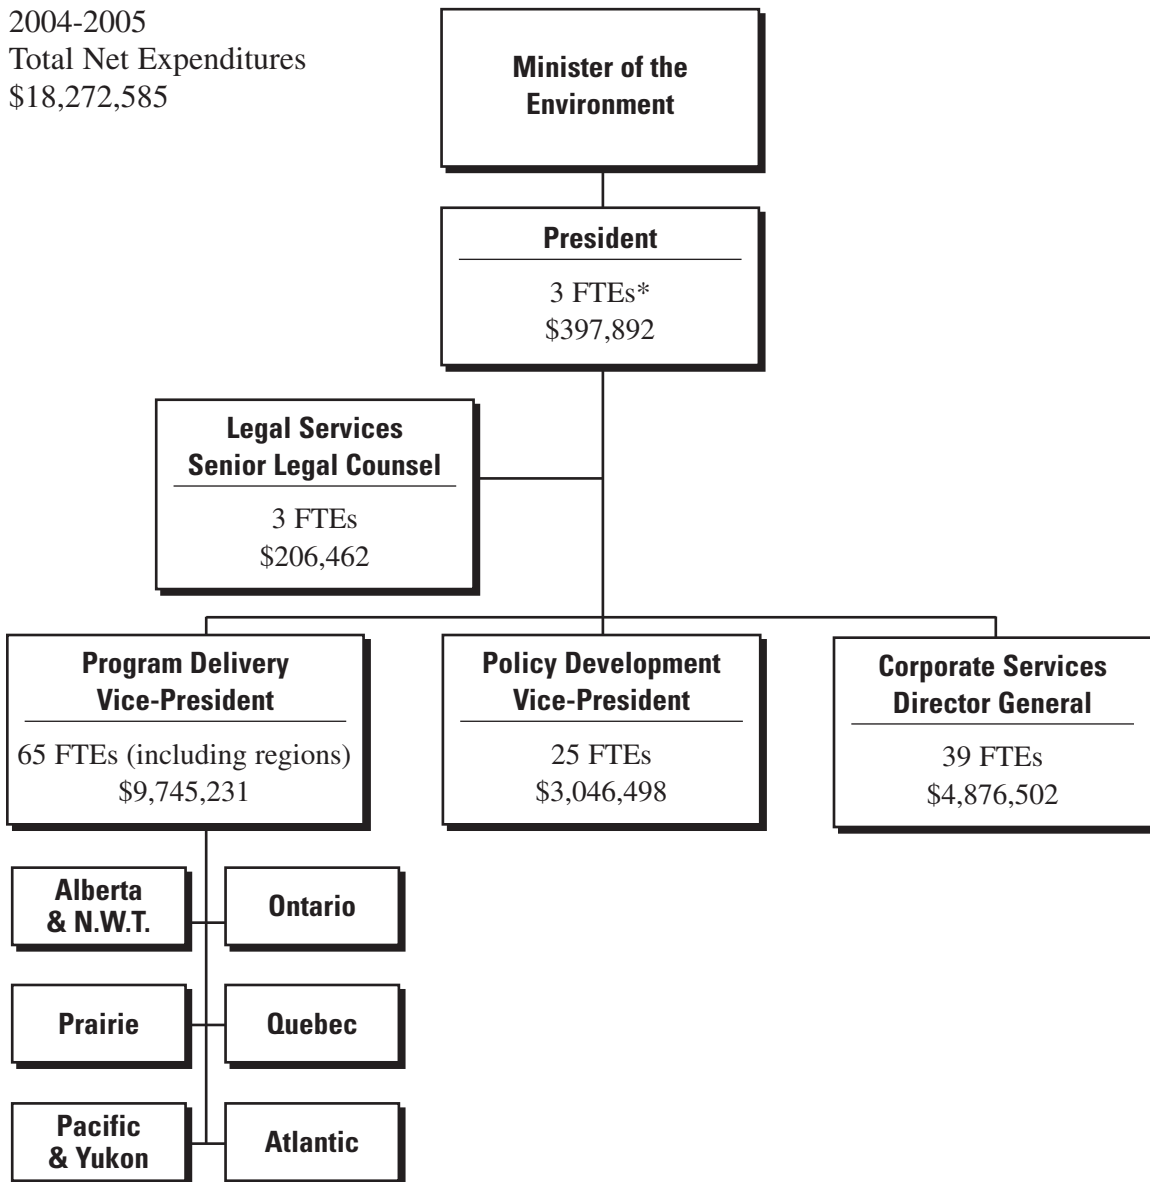 2004-2005
Total Net Expenditures
$18,272,585
Minister of the
Environment
President
3 FTEs*
$397,892
Legal Services
Senior Legal Counsel
3 FTEs
$206,462
Program Delivery
Vice-President
65 FTEs (including regions)
$9,745,231
Policy Development
Vice-President
25 FTEs
$3,046,498
Corporate Services
Director General
39 FTEs
$4,876,502
Alberta
& N.W.T.
Ontario
Prairie
Quebec
Pacific
& Yukon
Atlantic